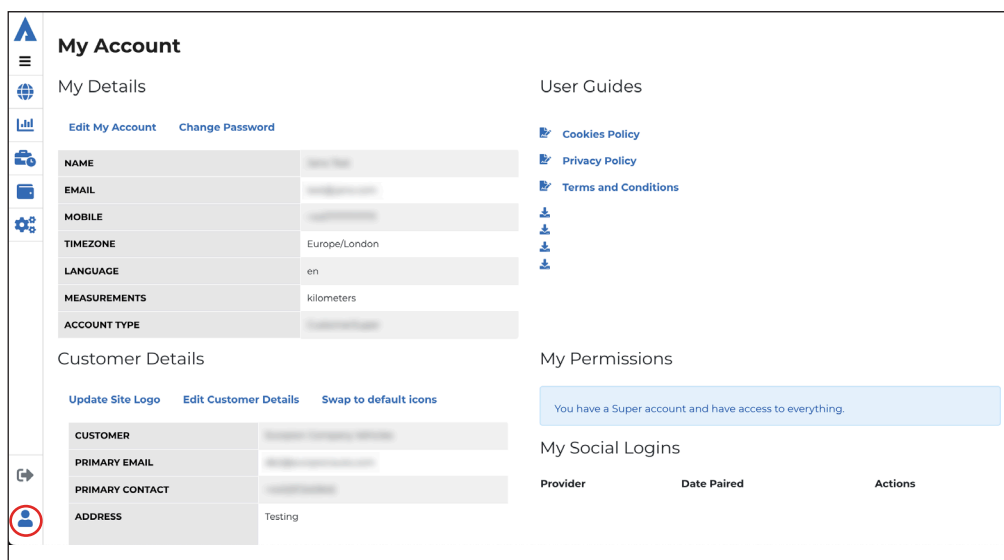 My Account
My Details
Edit My Account Change Password
NAME
EMAIL
MOBILE
TIMEZONE Europe/London
LANGUAGE en
MEASUREMENTS kilometers
ACCOUNT TYPE
User Guides
Cookies Policy
Privacy Policy
Terms and Conditions
Customer Details
Update Site Logo Edit Customer Details Swap to default icons
CUSTOMER
PRIMARY EMAIL
PRIMARY CONTACT
ADDRESS Testing
My Permissions
You have a Super account and have access to everything.
My Social Logins
Provider Date Paired Actions